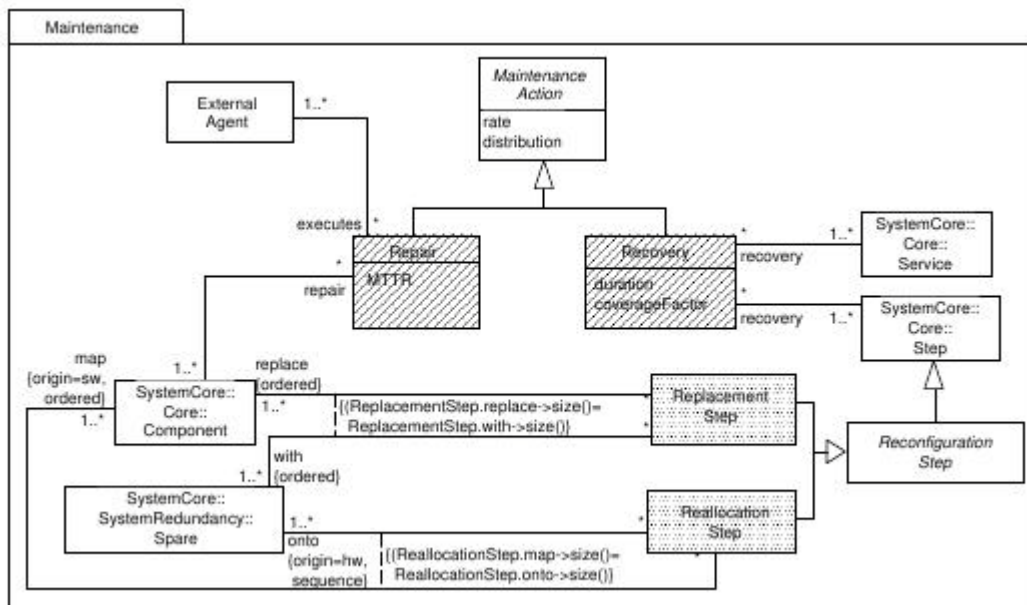 Maintenance
Maintenance
Action
rate
distribution
External
Agent
1..*
executes
*
Repair
MTTR
*
repair
Recovery
duration
coverageFactor
*
recovery
1..*
SystemCore::
Core::
Service
*
recovery
1..*
SystemCore::
Core::
Step
map
{origin=sw,
ordered}
1..*
1..*
SystemCore::
Core::
Component
replace
{ordered}
1..*
{(ReplacementStep.replace->size()=
ReplacementStep.with->size()}
*
*
Replacement
Step
Reconfiguration
Step
with
{ordered}
1..*
SystemCore::
SystemRedundancy::
Spare
1..*
onto
{origin=hw,
sequence}
{(ReallocationStep.map->size()=
ReallocationStep.onto->size()}
*
*
Reallocation
Step